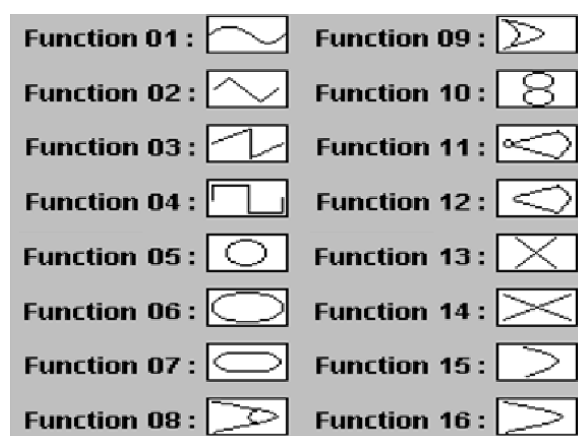 Function 01 :
Function 09 :
Function 02 :
Function 10 :
Function 03 :
Function 11 :
Function 04 :
Function 12 :
Function 05 :
Function 13 :
Function 06 :
Function 14 :
Function 07 :
Function 15 :
Function 08 :
Function 16 :